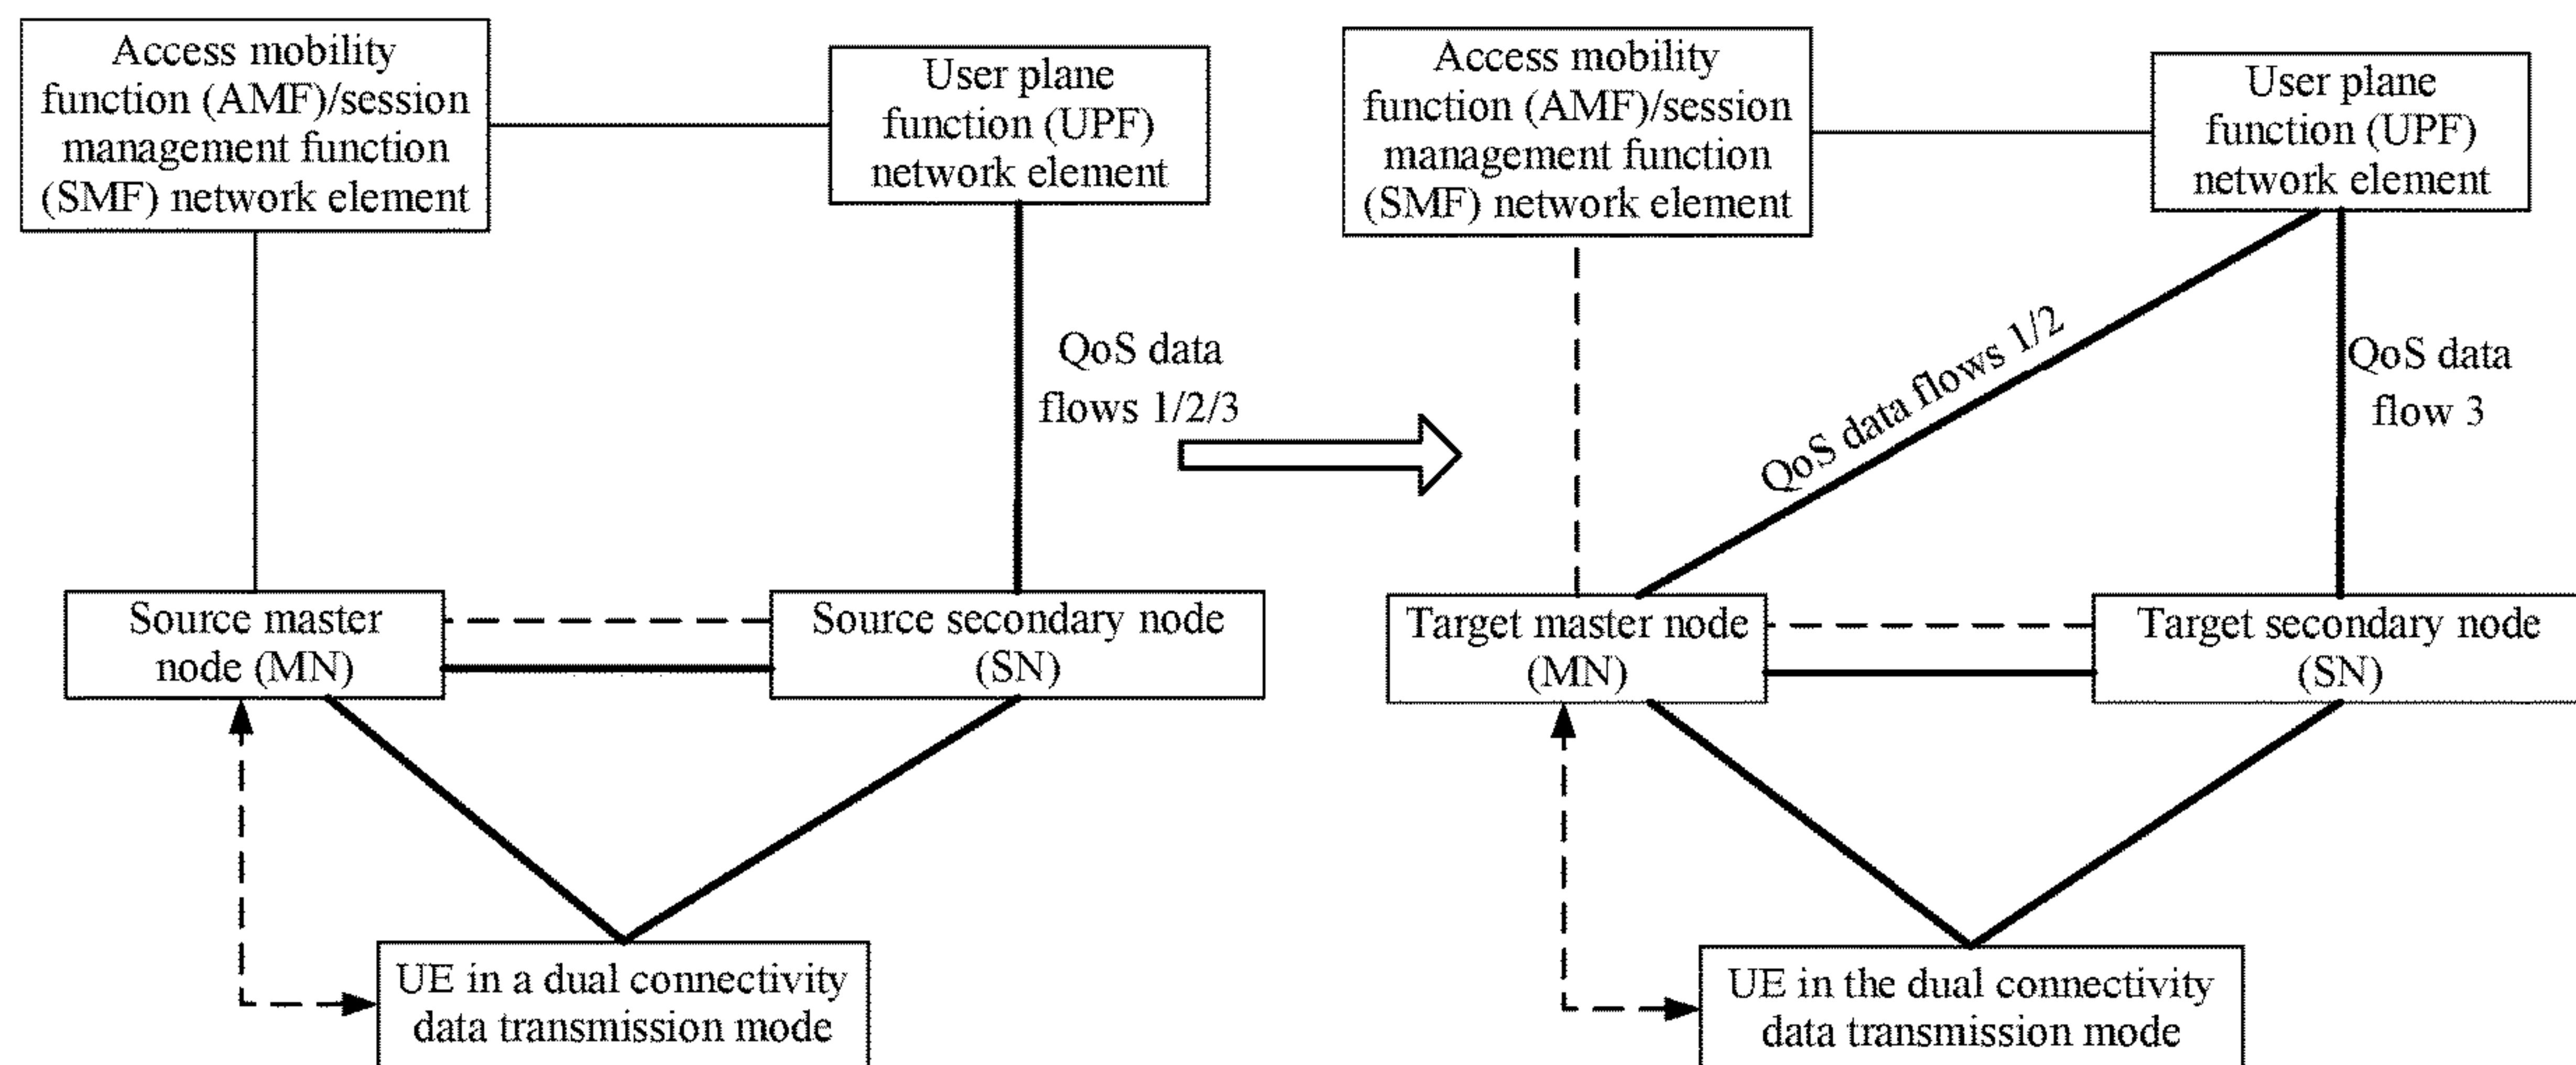 Access mobility
function (AMF)/session
management function
(SMF) network element
User plane
function (UPF)
network element
QoS data
flows 1/2/3
Source master
node (MN)
Source secondary node
(SN)
UE in a dual connectivity
data transmission mode
Access mobility
function (AMF)/session
management function
(SMF) network element
User plane
function (UPF)
network element
QoS data flows 1/2
QoS data
flow 3
Target master node
(MN)
Target secondary node
(SN)
UE in the dual connectivity
data transmission mode